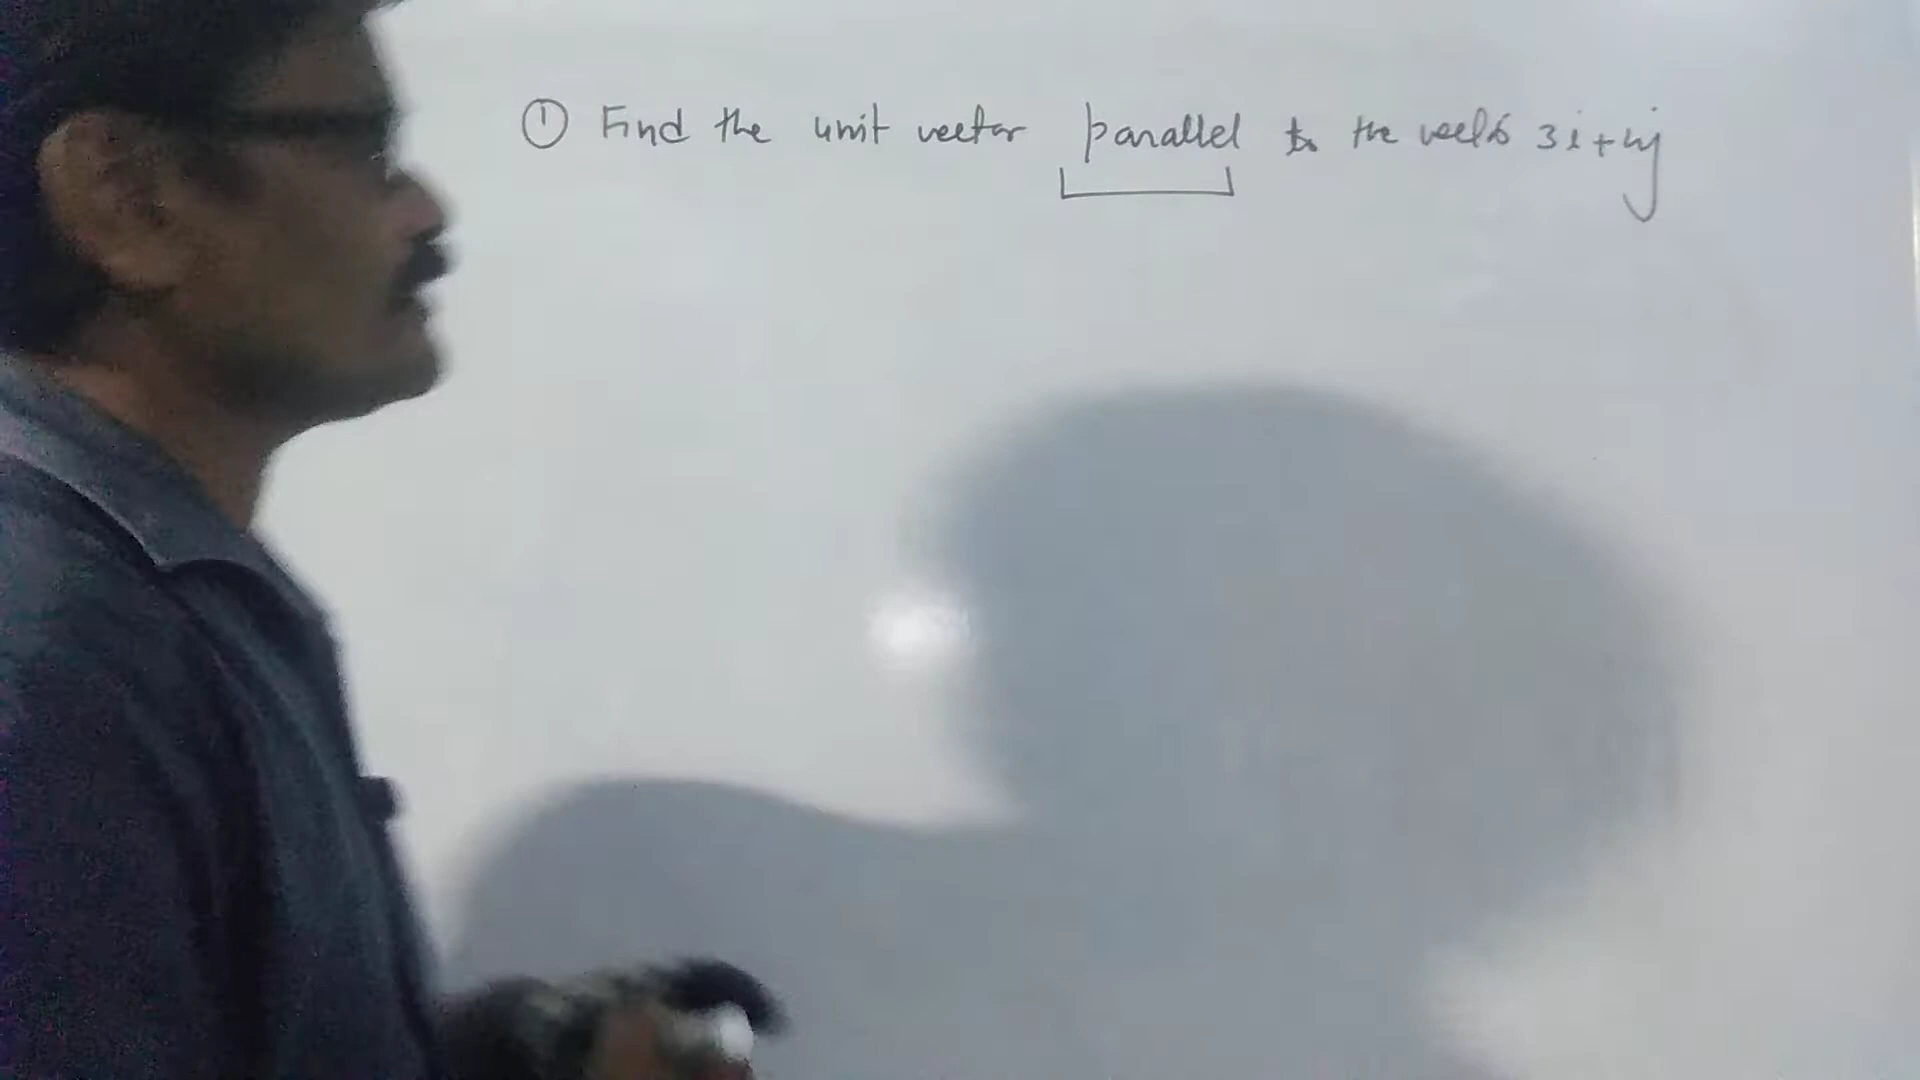 ① Find the unit vector parallel to the vector 3i+4j